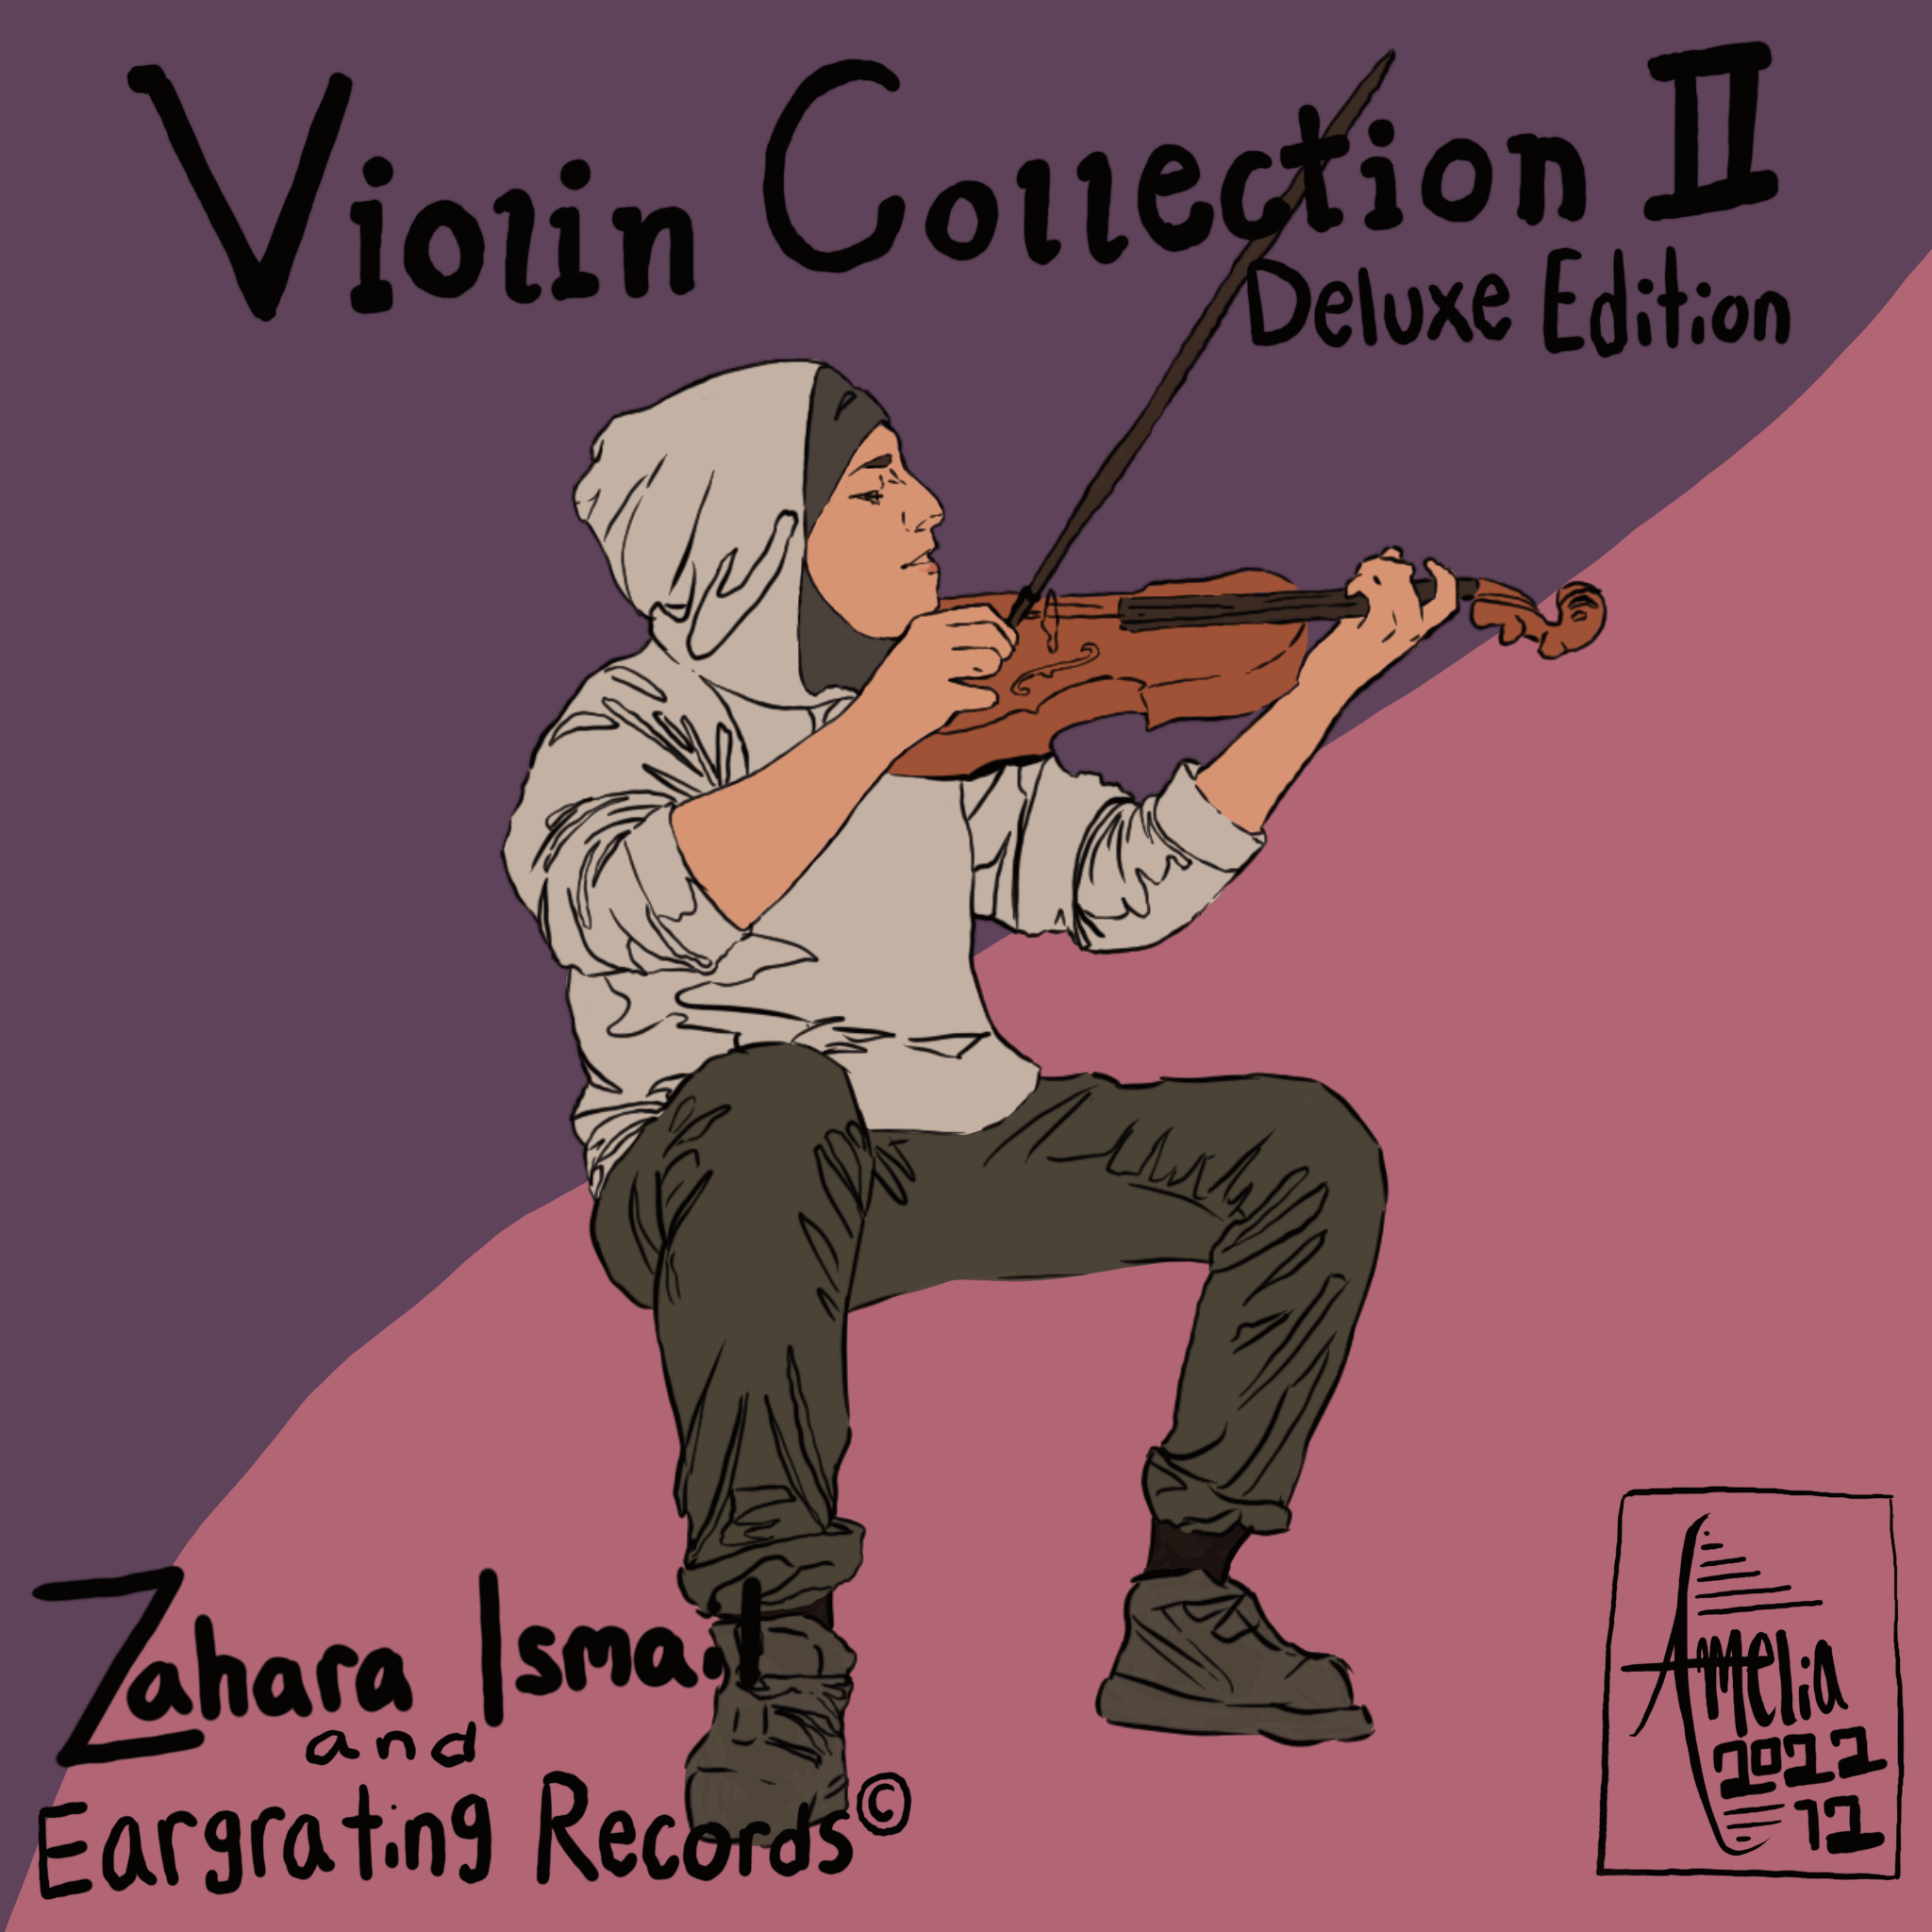 Violin Collection II
Deluxe Edition
Zahara Ismail
and
Eargrating Records©
Amelia
2022
12